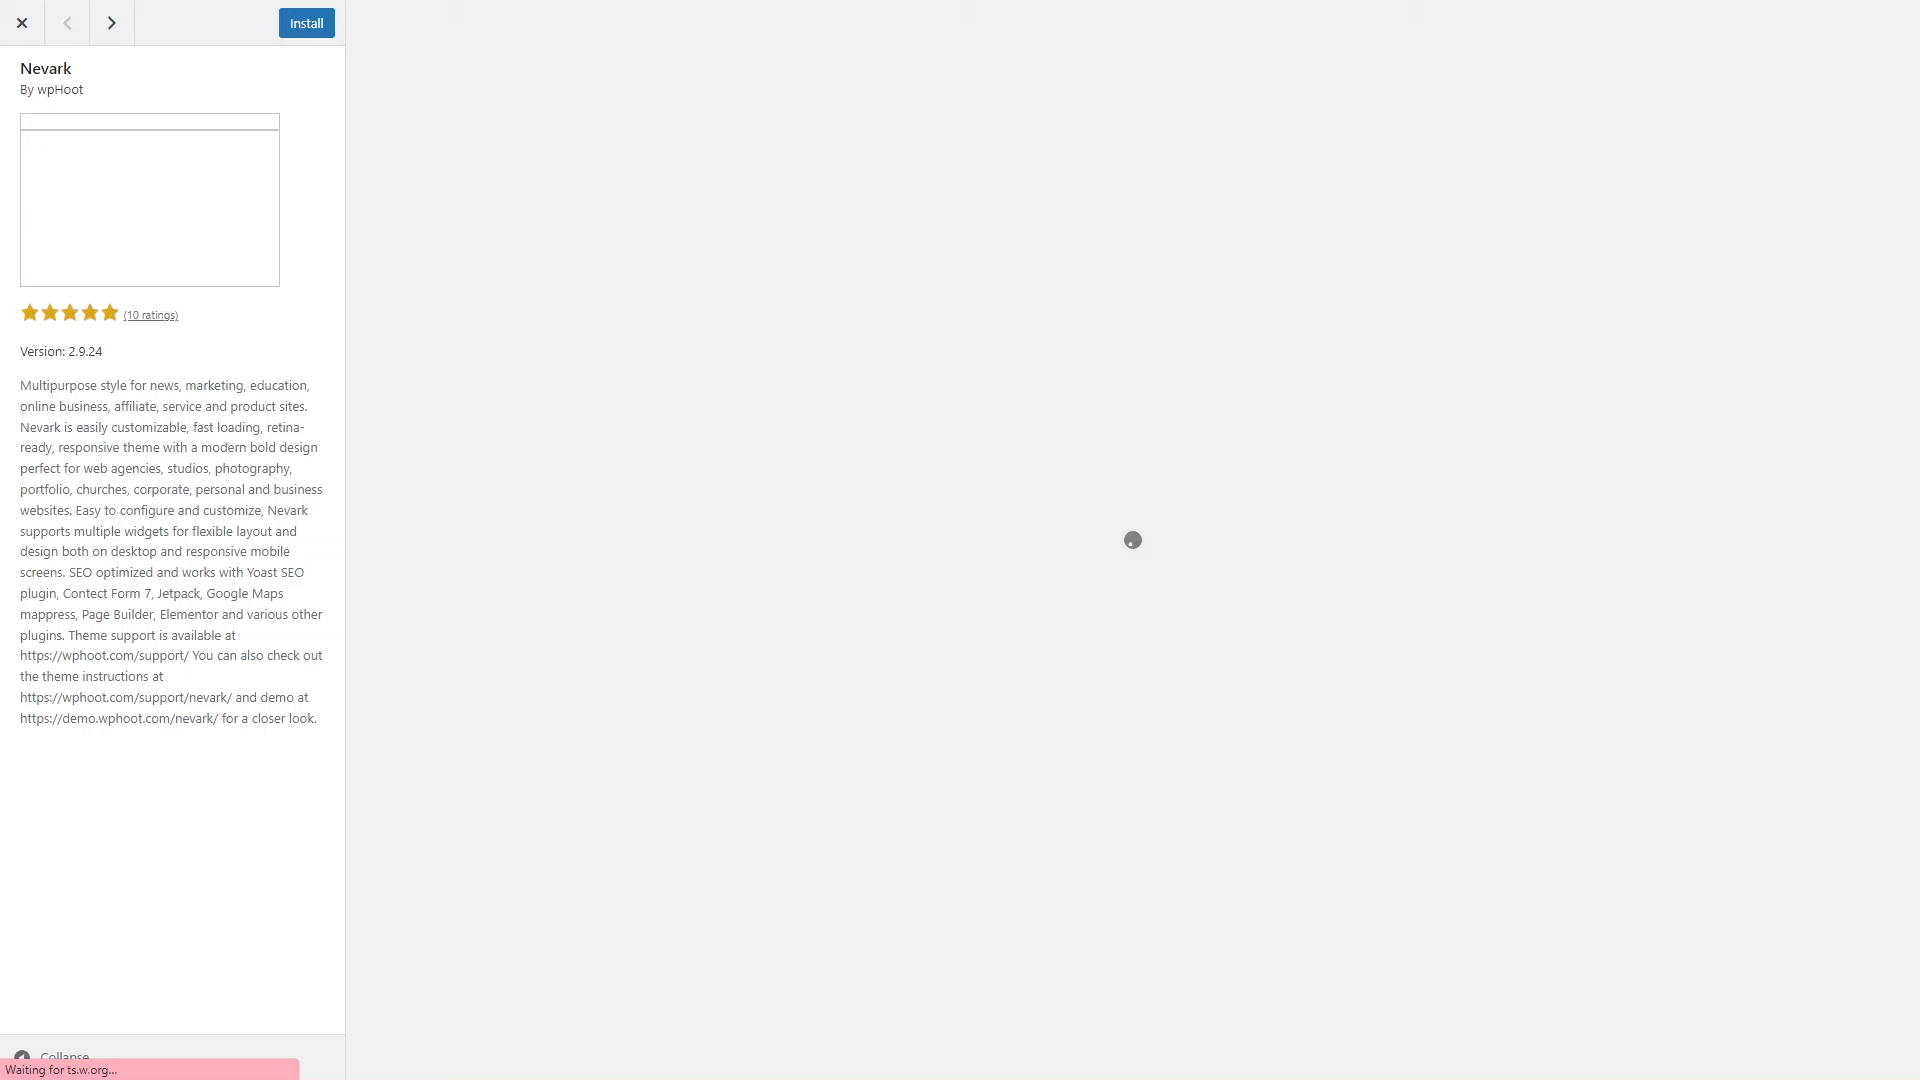 Install
Nevark
By wpHoot
(10 ratings)
Version: 2.9.24
Multipurpose style for news, marketing, education,
online business, affiliate, service and product sites.
Nevark is easily customizable, fast loading, retina-
ready, responsive theme with a modern bold design
perfect for web agencies, studios, photography,
portfolio, churches, corporate, personal and business
websites. Easy to configure and customize, Nevark
supports multiple widgets for flexible layout and
design both on desktop and responsive mobile
screens. SEO optimized and works with Yoast SEO
plugin, Contect Form 7, Jetpack, Google Maps
mappress, Page Builder, Elementor and various other
plugins. Theme support is available at
https://wphoot.com/support/ You can also check out
the theme instructions at
https://wphoot.com/support/nevark/ and demo at
https://demo.wphoot.com/nevark/ for a closer look.
Collapse
Waiting for ts.w.org...